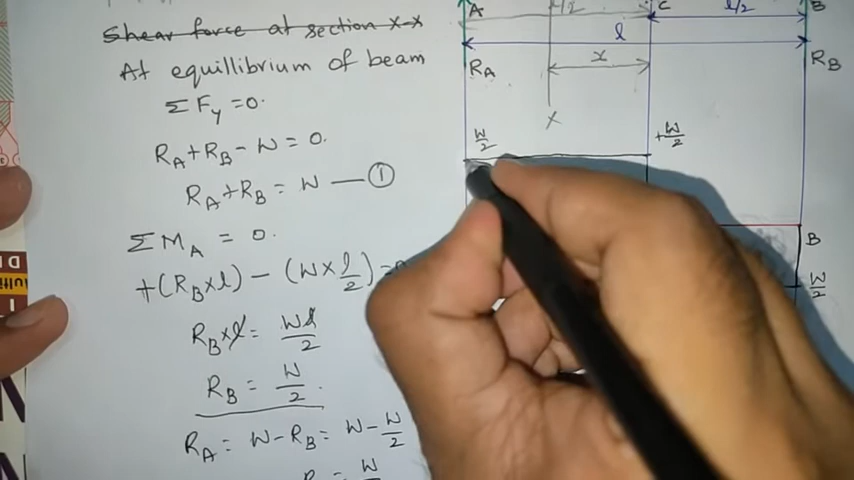 Shear force at section X-X
At equillibrium of beam
ΣFy = 0.
RA + RB - W = 0.
RA + RB = W — ①
ΣMA = 0.
+(RB×l) - (W×l/2) = 0
RB×l = Wl/2
RB = W/2.
RA = W - RB = W - W/2
W/2
A
C
l/2
B
l
RA
x
RB
X
W/2
+W/2
B
W/2